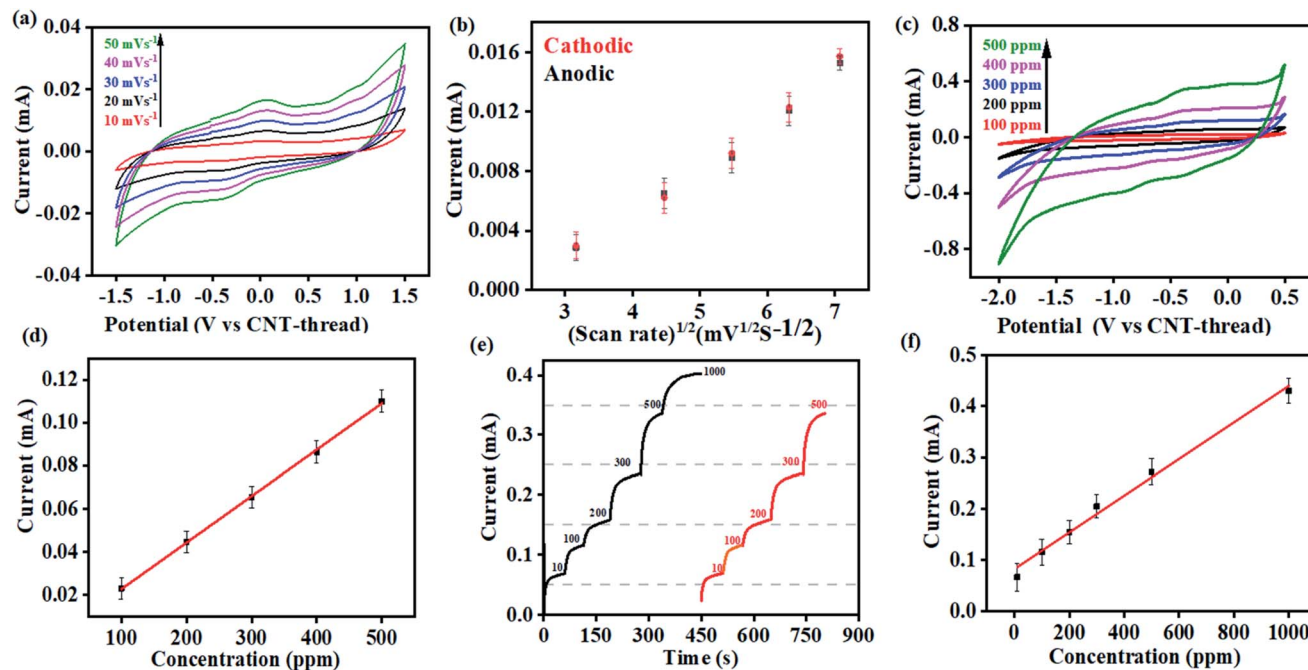 (a)
0.04
0.02
0.00
-0.02
-0.04
Current (mA)
50 mVs⁻¹
40 mVs⁻¹
30 mVs⁻¹
20 mVs⁻¹
10 mVs⁻¹
-1.5 -1.0 -0.5 0.0 0.5 1.0 1.5
Potential (V vs CNT-thread)
(b)
0.016
0.012
0.008
0.004
0.000
Current (mA)
Cathodic
Anodic
3 4 5 6 7
(Scan rate)¹/²(mV¹/²S⁻¹/²)
(c)
0.8
0.4
0.0
-0.4
-0.8
Current (mA)
500 ppm
400 ppm
300 ppm
200 ppm
100 ppm
-2.0 -1.5 -1.0 -0.5 0.0 0.5
Potential (V vs CNT-thread)
(d)
0.12
0.10
0.08
0.06
0.04
0.02
Current (mA)
100 200 300 400 500
Concentration (ppm)
(e)
0.4
0.3
0.2
0.1
0.0
Current (mA)
10
100
200
300
500
1000
10
100
200
300
500
0 150 300 450 600 750 900
Time (s)
(f)
0.5
0.4
0.3
0.2
0.1
0.0
Current (mA)
0 200 400 600 800 1000
Concentration (ppm)